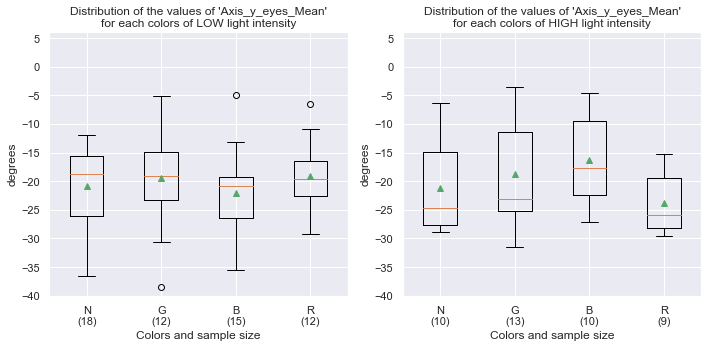 Distribution of the values of 'Axis_y_eyes_Mean'
for each colors of LOW light intensity
5
0
−5
−10
−15
−20
−25
−30
−35
−40
degrees
N G B R
(18) (12) (15) (12)
Colors and sample size
Distribution of the values of 'Axis_y_eyes_Mean'
for each colors of HIGH light intensity
5
0
−5
−10
−15
−20
−25
−30
−35
−40
degrees
N G B R
(10) (13) (10) (9)
Colors and sample size